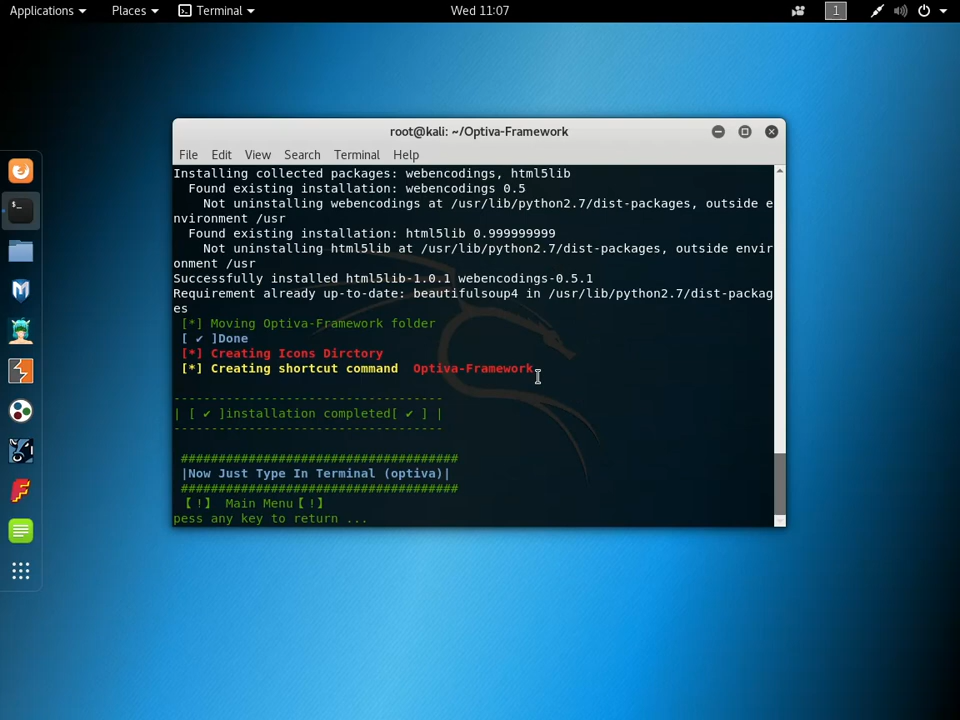 Applications Places Terminal Wed 11:07 1
root@kali: ~/Optiva-Framework
File Edit View Search Terminal Help
Installing collected packages: webencodings, html5lib
Found existing installation: webencodings 0.5
Not uninstalling webencodings at /usr/lib/python2.7/dist-packages, outside e
nvironment /usr
Found existing installation: html5lib 0.999999999
Not uninstalling html5lib at /usr/lib/python2.7/dist-packages, outside envir
onment /usr
Successfully installed html5lib-1.0.1 webencodings-0.5.1
Requirement already up-to-date: beautifulsoup4 in /usr/lib/python2.7/dist-packag
es
[*] Moving Optiva-Framework folder
[ ✔ ]Done
[*] Creating Icons Dirctory
[*] Creating shortcut command Optiva-Framework
------------------------------------
| [ ✔ ]installation completed[ ✔ ] |
------------------------------------
#####################################
|Now Just Type In Terminal (optiva)|
#####################################
【!】 Main Menu【!】
pess any key to return ...